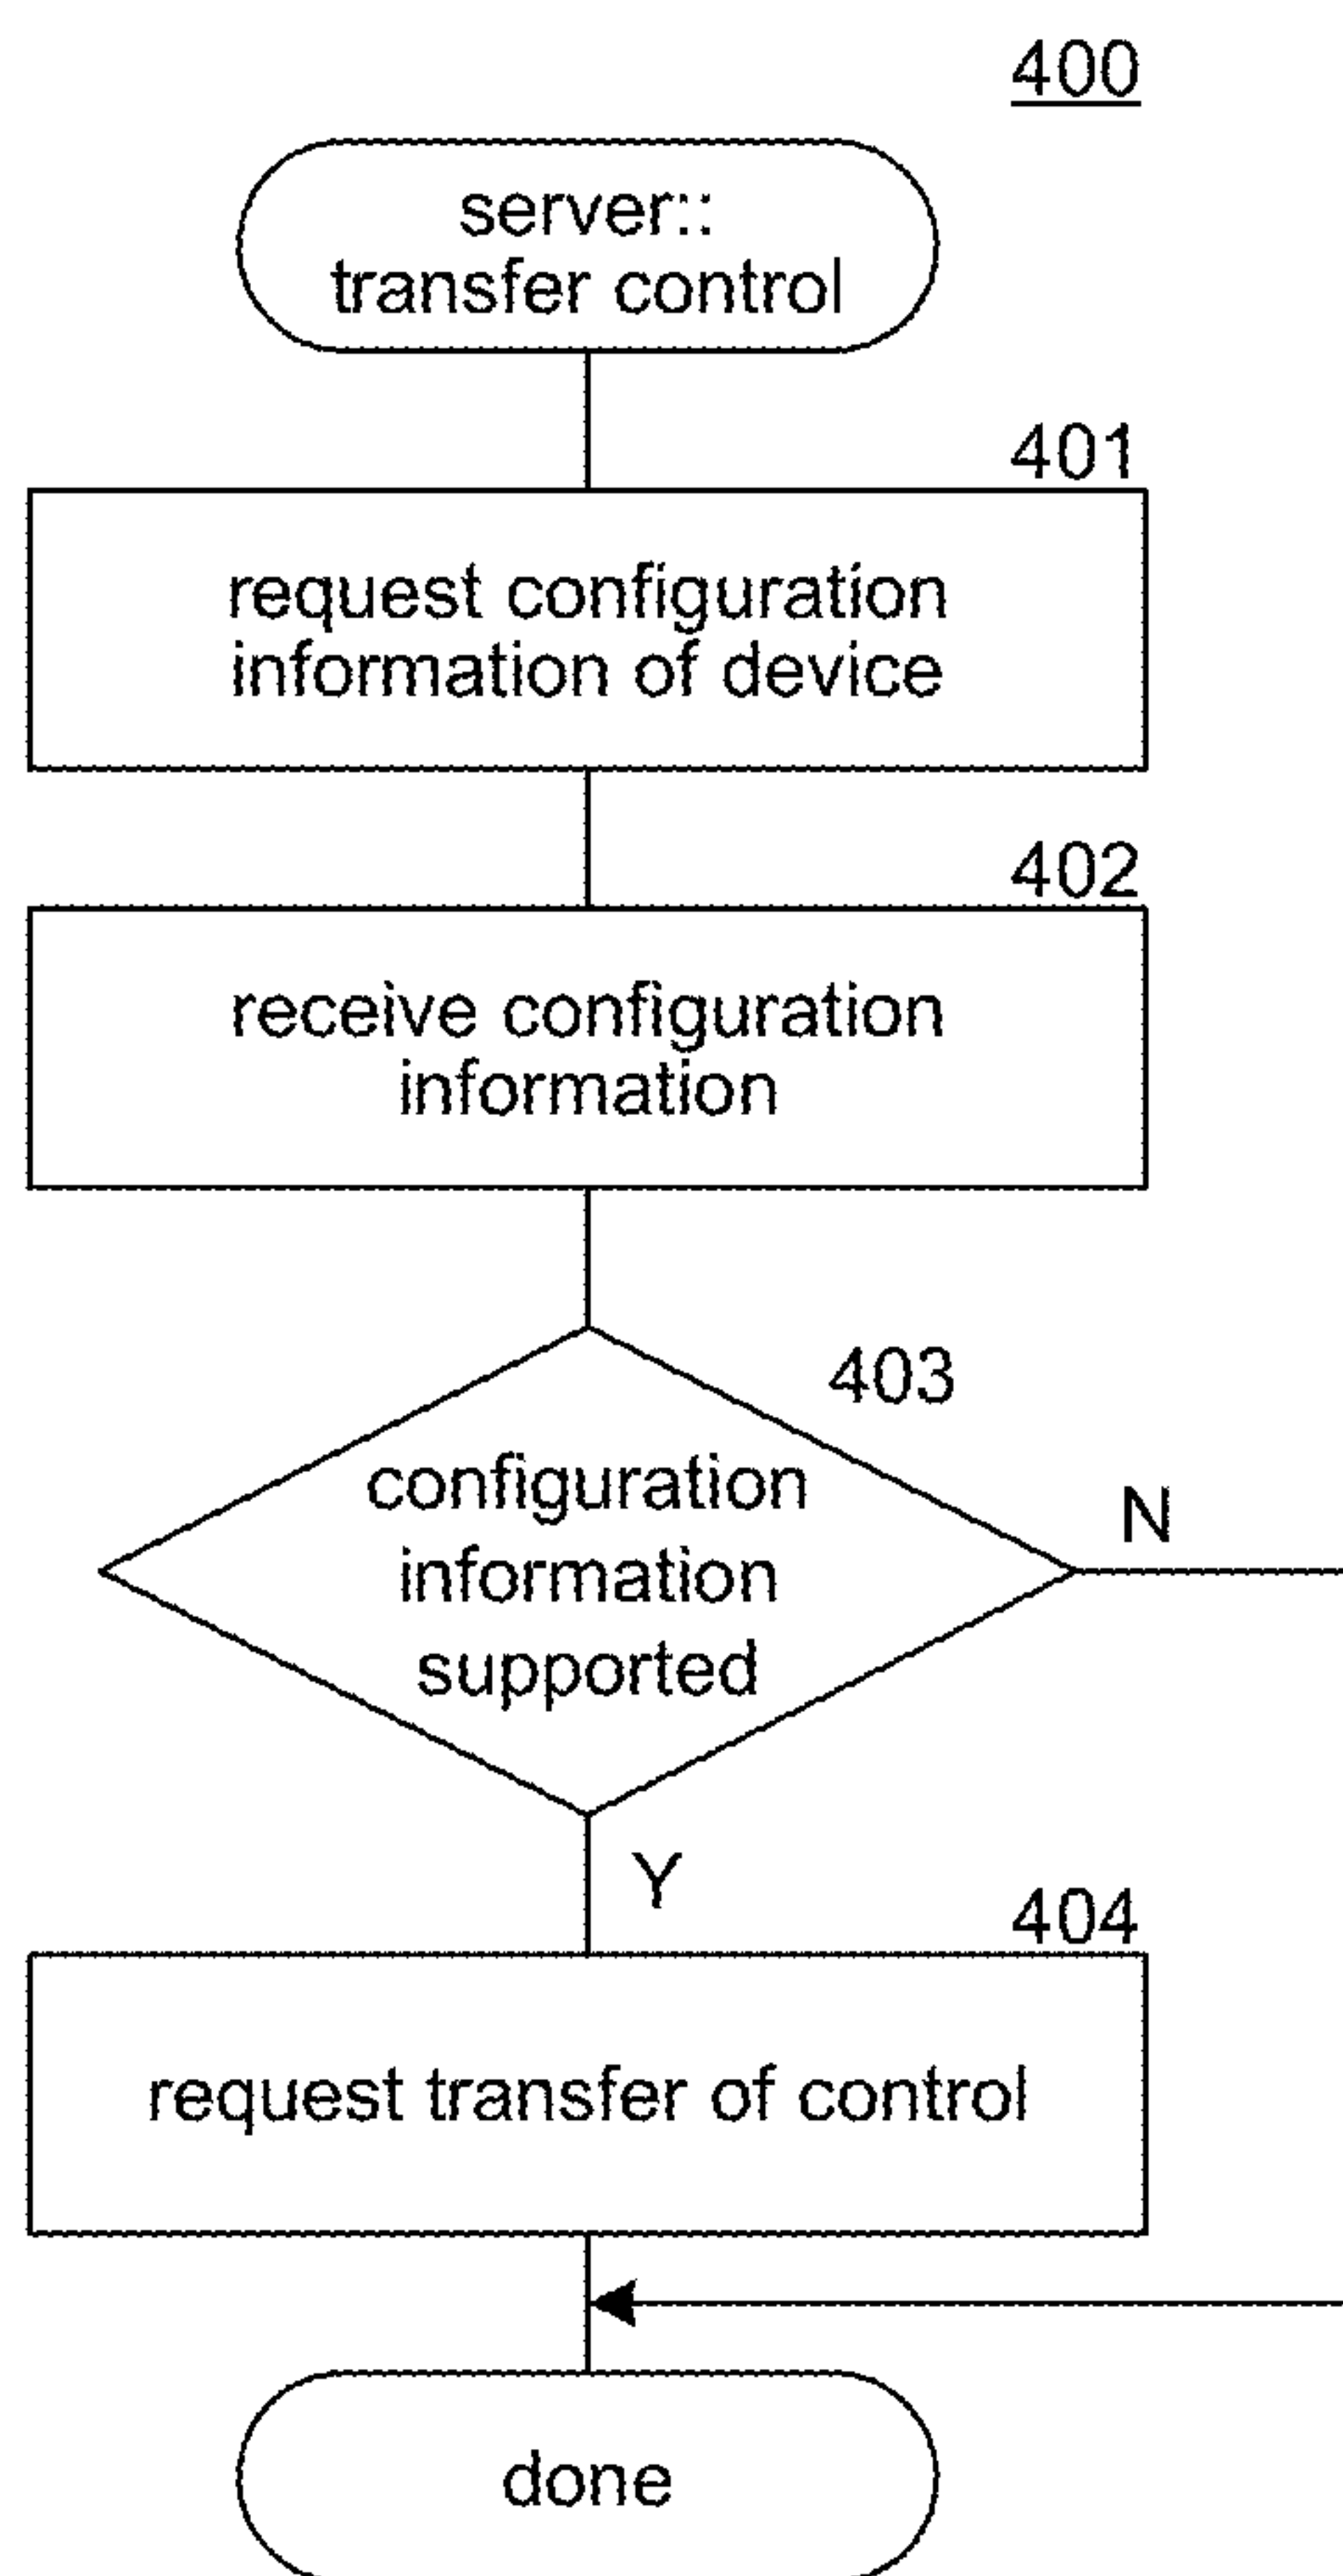 400
server::
transfer control
401
request configuration
information of device
402
receive configuration
information
403
configuration
information
supported
N
Y
404
request transfer of control
done